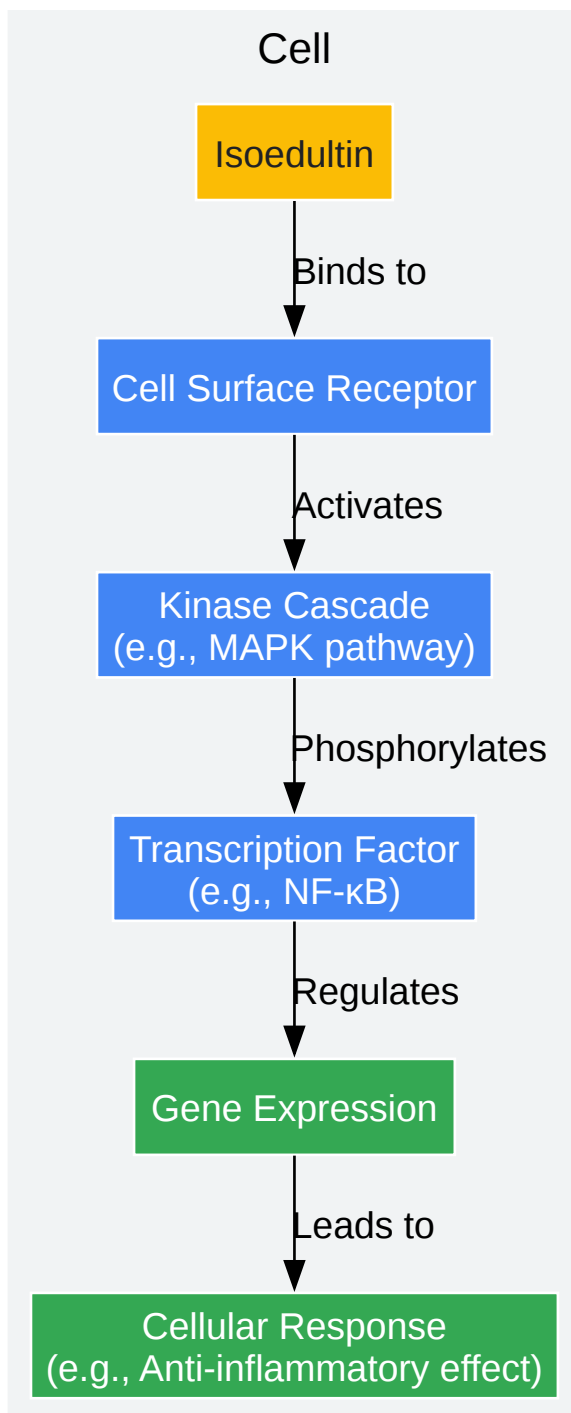 Cell
Isoedultin
Binds to
Cell Surface Receptor
Activates
Kinase Cascade
(e.g., MAPK pathway)
Phosphorylates
Transcription Factor
(e.g., NF-κB)
Regulates
Gene Expression
Leads to
Cellular Response
(e.g., Anti-inflammatory effect)